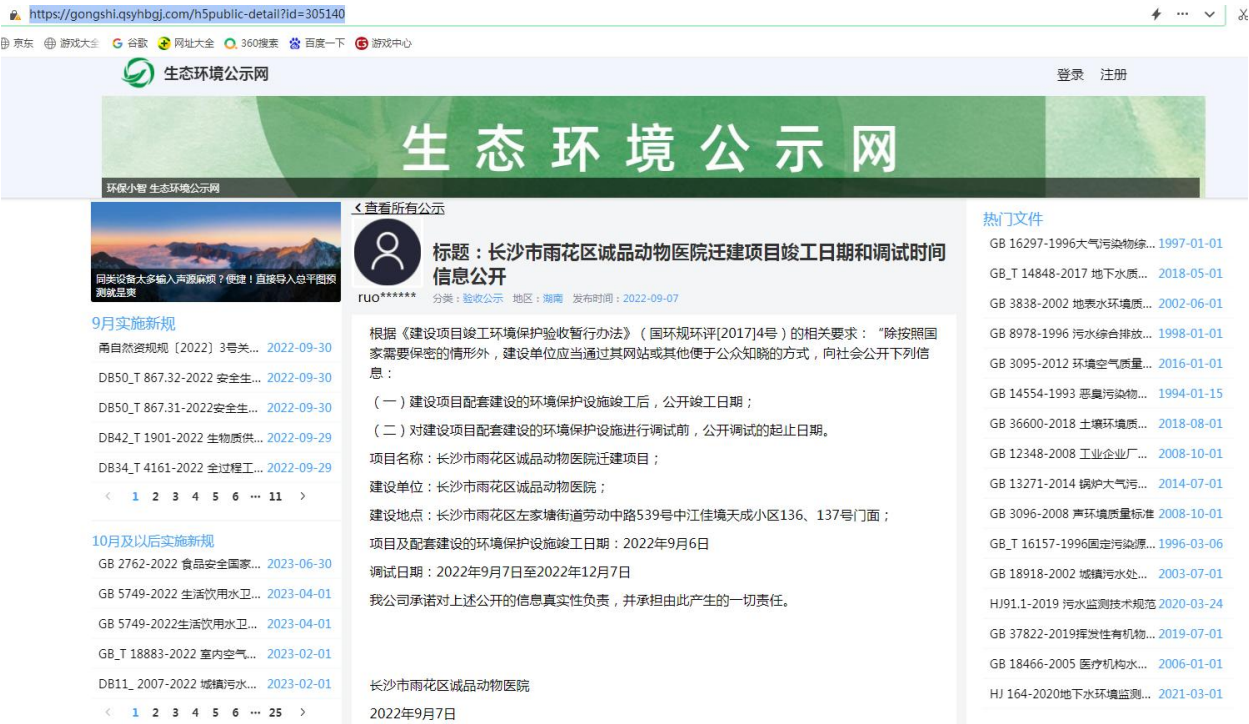 https://gongshi.qsyhbgj.com/h5public-detail?id=305140
京东 游戏大全 谷歌 网址大全 360搜索 百度一下 游戏中心
生态环境公示网
登录 注册
生态环境公示网
环保小智 生态环境公示网
同类设备太多输入声源麻烦?便捷!直接导入总平图预
测就是爽
9月实施新规
甬自然资规规〔2022〕3号关... 2022-09-30
DB50_T 867.32-2022 安全生... 2022-09-30
DB50_T 867.31-2022安全生... 2022-09-30
DB42_T 1901-2022 生物质供... 2022-09-29
DB34_T 4161-2022 全过程工... 2022-09-29
< 1 2 3 4 5 6 ··· 11 >
10月及以后实施新规
GB 2762-2022 食品安全国家... 2023-06-30
GB 5749-2022 生活饮用水卫... 2023-04-01
GB 5749-2022生活饮用水卫... 2023-04-01
GB_T 18883-2022 室内空气... 2023-02-01
DB11_ 2007-2022 城镇污水... 2023-02-01
< 1 2 3 4 5 6 ··· 25 >
<查看所有公示
标题:长沙市雨花区诚品动物医院迁建项目竣工日期和调试时间
信息公开
ruo******
分类:验收公示 地区:湖南 发布时间:2022-09-07
根据《建设项目竣工环境保护验收暂行办法》(国环规环评[2017]4号)的相关要求:“除按照国
家需要保密的情形外,建设单位应当通过其网站或其他便于公众知晓的方式,向社会公开下列信
息:
(一)建设项目配套建设的环境保护设施竣工后,公开竣工日期;
(二)对建设项目配套建设的环境保护设施进行调试前,公开调试的起止日期。
项目名称:长沙市雨花区诚品动物医院迁建项目;
建设单位:长沙市雨花区诚品动物医院;
建设地点:长沙市雨花区左家塘街道劳动中路539号中江佳境天成小区136、137号门面;
项目及配套建设的环境保护设施竣工日期:2022年9月6日
调试日期:2022年9月7日至2022年12月7日
我公司承诺对上述公开的信息真实性负责,并承担由此产生的一切责任。
长沙市雨花区诚品动物医院
2022年9月7日
热门文件
GB 16297-1996大气污染物综... 1997-01-01
GB_T 14848-2017 地下水质... 2018-05-01
GB 3838-2002 地表水环境质... 2002-06-01
GB 8978-1996 污水综合排放... 1998-01-01
GB 3095-2012 环境空气质量... 2016-01-01
GB 14554-1993 恶臭污染物... 1994-01-15
GB 36600-2018 土壤环境质... 2018-08-01
GB 12348-2008 工业企业厂... 2008-10-01
GB 13271-2014 锅炉大气污... 2014-07-01
GB 3096-2008 声环境质量标准 2008-10-01
GB_T 16157-1996固定污染源... 1996-03-06
GB 18918-2002 城镇污水处... 2003-07-01
HJ91.1-2019 污水监测技术规范 2020-03-24
GB 37822-2019挥发性有机物... 2019-07-01
GB 18466-2005 医疗机构水... 2006-01-01
HJ 164-2020地下水环境监测... 2021-03-01